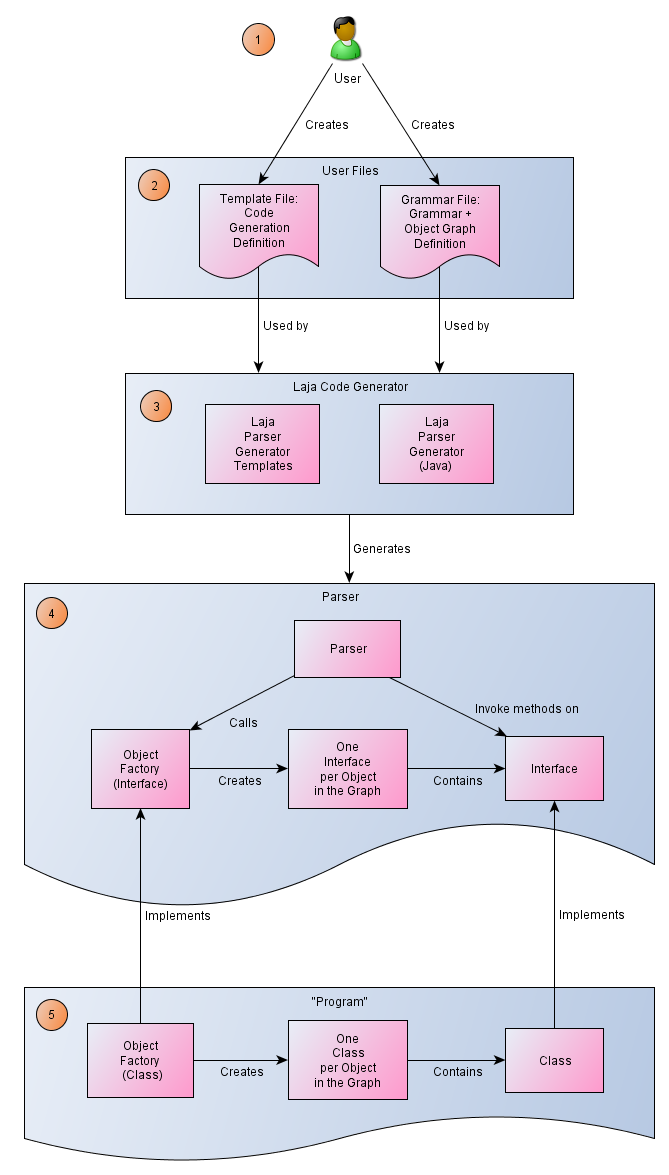 1
User
Creates
Creates
User Files
2
Template File:
Code
Generation
Definition
Grammar File:
Grammar +
Object Graph
Definition
Used by
Used by
Laja Code Generator
3
Laja
Parser
Generator
Templates
Laja
Parser
Generator
(Java)
Generates
Parser
4
Parser
Calls
Invoke methods on
Object
Factory
(Interface)
Creates
One
Interface
per Object
in the Graph
Contains
Interface
Implements
Implements
"Program"
5
Object
Factory
(Class)
Creates
One
Class
per Object
in the Graph
Contains
Class